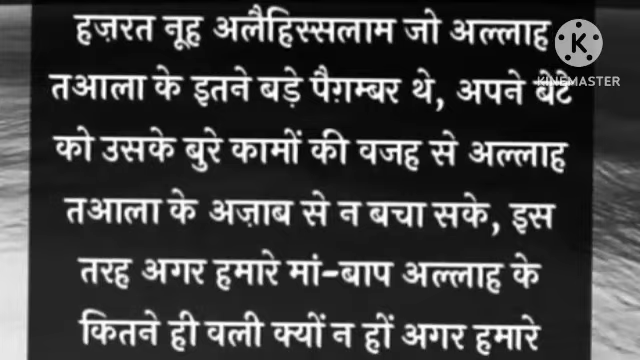 हज़रत नूह अलैहिस्सलाम जो अल्लाह
तआला के इतने बड़े पैग़म्बर थे, अपने बेटे
को उसके बुरे कामों की वजह से अल्लाह
तआला के अज़ाब से न बचा सके, इस
तरह अगर हमारे मां-बाप अल्लाह के
कितने ही वली क्यों न हों अगर हमारे
K
KINEMASTER